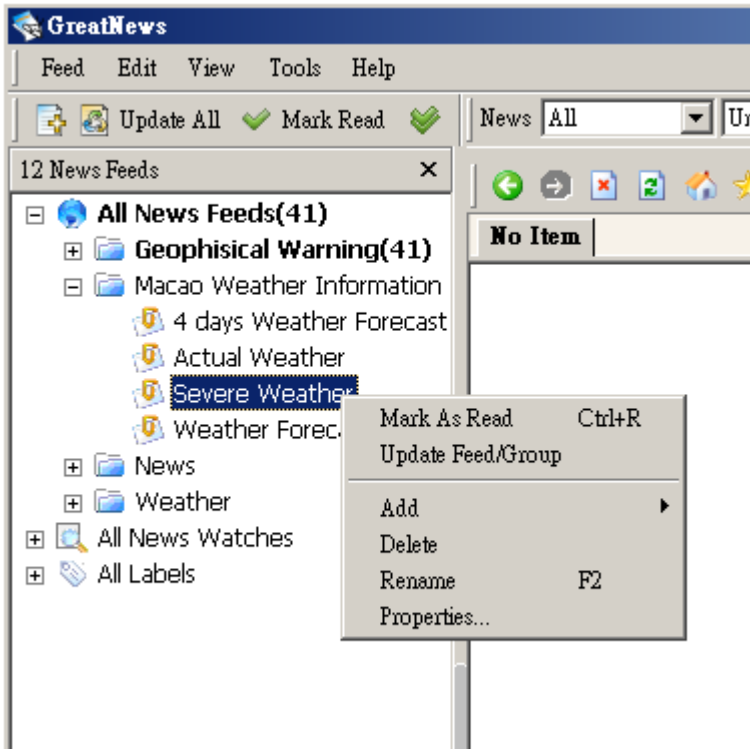 GreatNews
Feed Edit View Tools Help
Update All Mark Read
News All
12 News Feeds
All News Feeds(41)
No Item
Geophisical Warning(41)
Macao Weather Information
4 days Weather Forecast
Actual Weather
Severe Weather
Weather
Mark As Read Ctrl+R
Update Feed/Group
Add
Delete
Rename F2
Properties...
News
Weather
All News Watches
All Labels